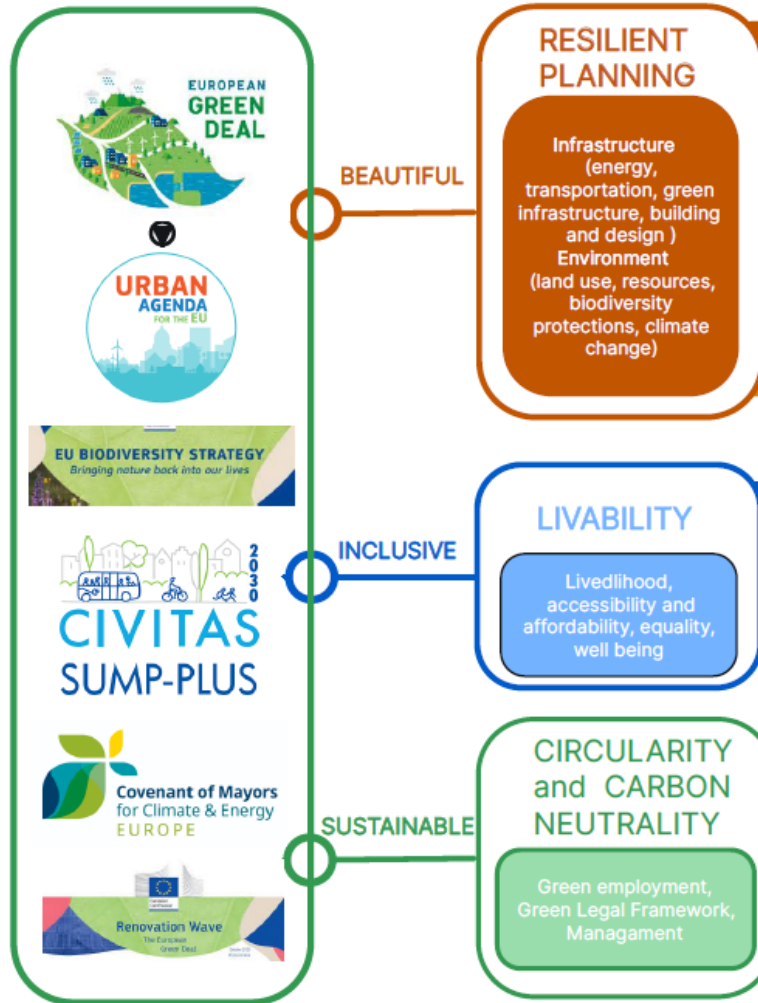 EUROPEAN
GREEN
DEAL
URBAN
AGENDA
FOR THE EU
EU BIODIVERSITY STRATEGY
Bringing nature back into our lives
2030
CIVITAS
SUMP-PLUS
Covenant of Mayors
for Climate & Energy
EUROPE
Renovation Wave
The European
Green Deal
BEAUTIFUL
INCLUSIVE
SUSTAINABLE
RESILIENT
PLANNING
Infrastructure
(energy,
transportation, green
infrastructure, building
and design )
Environment
(land use, resources,
biodiversity
protections, climate
change)
LIVABILITY
Livedlihood,
accessibility and
affordability, equality,
well being
CIRCULARITY
and CARBON
NEUTRALITY
Green employment,
Green Legal Framework,
Managament